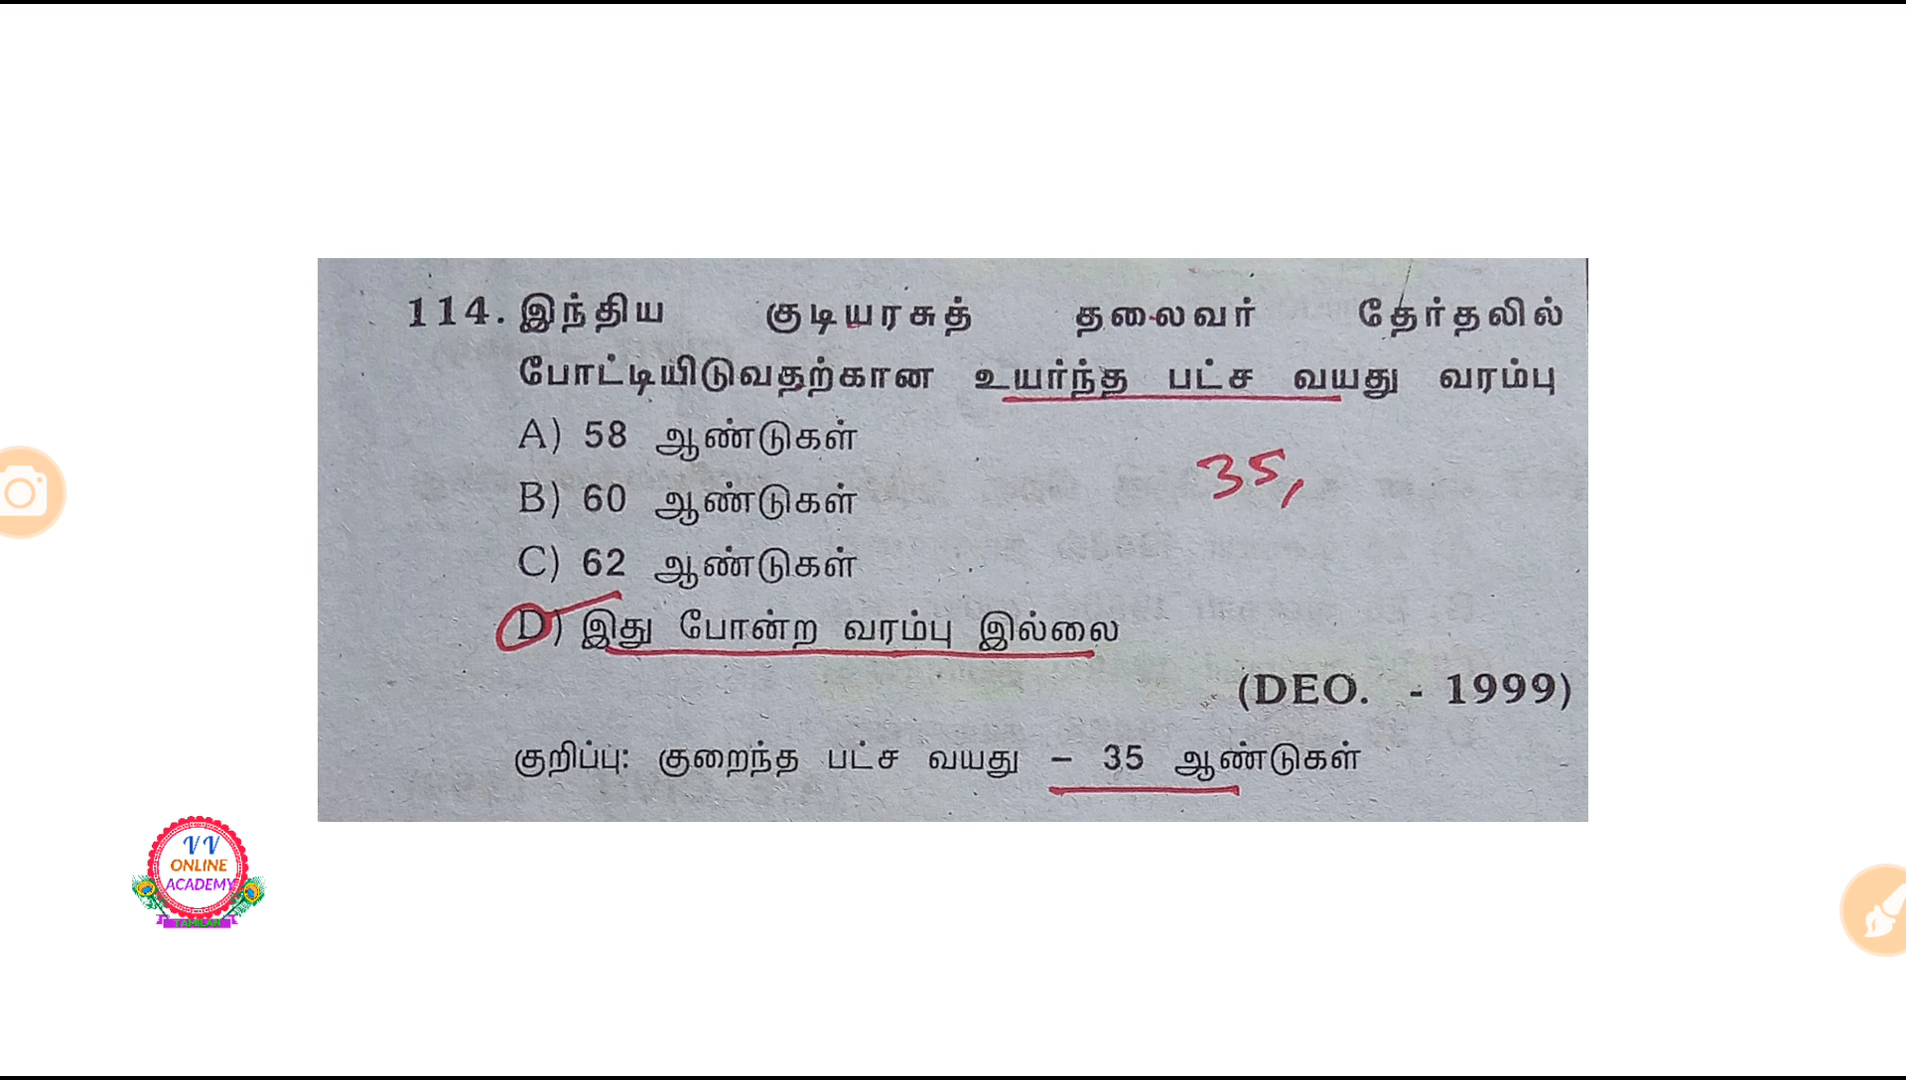 114. இந்திய குடியரசுத் தலைவர் தேர்தலில்
போட்டியிடுவதற்கான உயர்ந்த பட்ச வயது வரம்பு
A) 58 ஆண்டுகள்
35,
B) 60 ஆண்டுகள்
C) 62 ஆண்டுகள்
D) இது போன்ற வரம்பு இல்லை
(DEO. - 1999)
குறிப்பு: குறைந்த பட்ச வயது – 35 ஆண்டுகள்
VV
ONLINE
ACADEMY